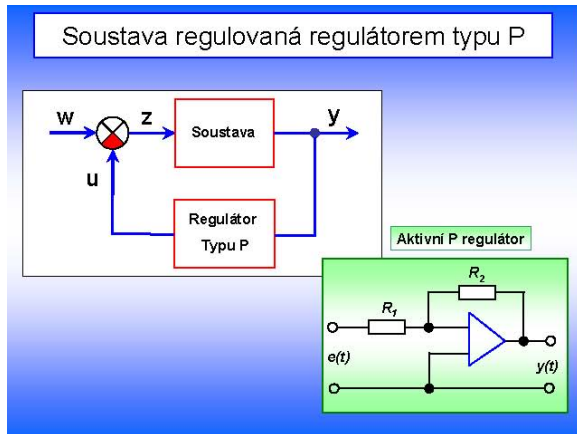 Soustava regulovaná regulátorem typu P
w
z
Soustava
y
u
Regulátor
Typu P
Aktivní P regulátor
R2
R1
e(t)
y(t)